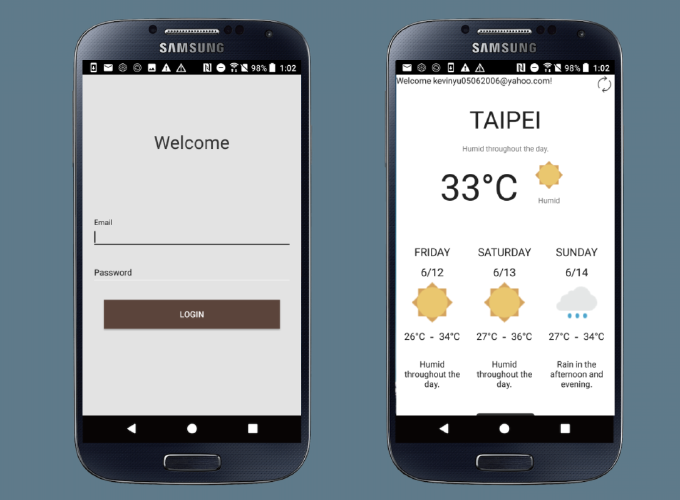 SAMSUNG
98% 1:02
Welcome
Email
Password
LOGIN
SAMSUNG
98% 1:02
Welcome kevinyu05062006@yahoo.com!
TAIPEI
Humid throughout the day.
33°C
Humid
FRIDAY SATURDAY SUNDAY
6/12 6/13 6/14
26°C - 34°C 27°C - 36°C 27°C - 34°C
Humid throughout the day.
Humid throughout the day.
Rain in the afternoon and evening.